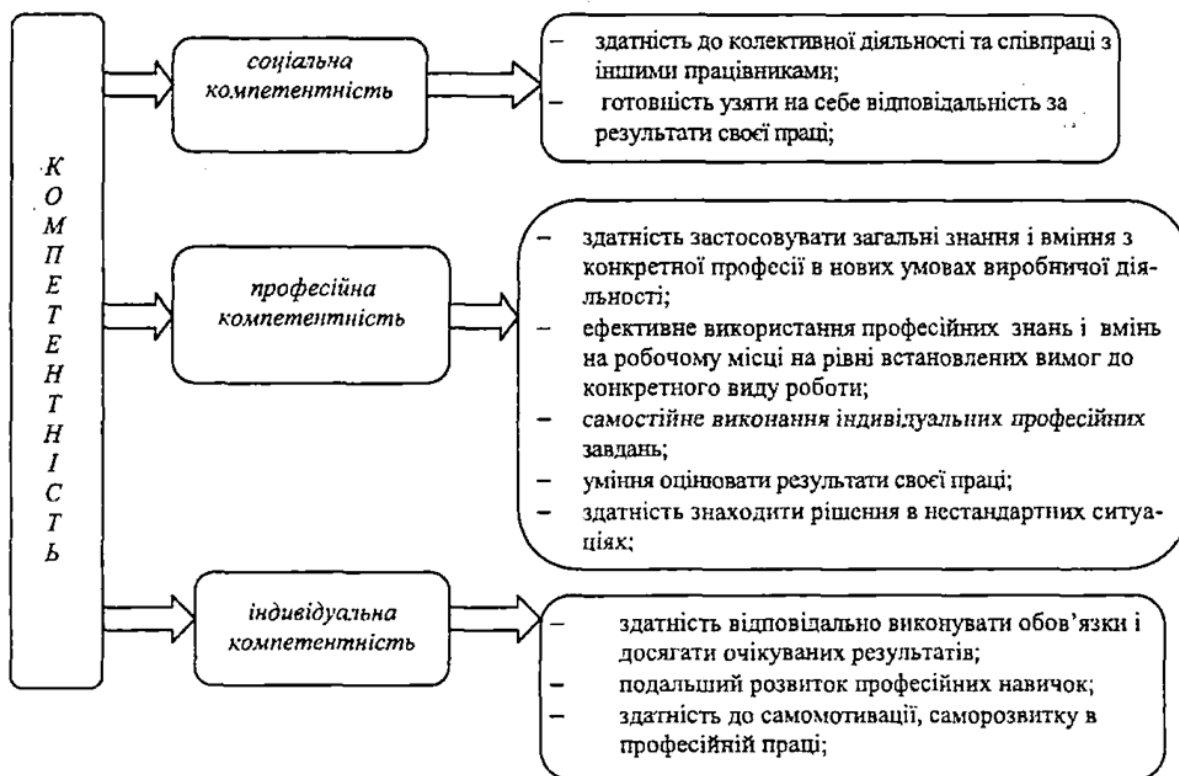 КОМПЕТЕНТНІСТЬ
соціальна
компетентність
– здатність до колективної діяльності та співпраці з
іншими працівниками;
– готовність узяти на себе відповідальність за
результати своєї праці;
професійна
компетентність
– здатність застосовувати загальні знання і вміння з
конкретної професії в нових умовах виробничої дія-
льності;
– ефективне використання професійних знань і вмінь
на робочому місці на рівні встановлених вимог до
конкретного виду роботи;
– самостійне виконання індивідуальних професійних
завдань;
– уміння оцінювати результати своєї праці;
– здатність знаходити рішення в нестандартних ситуа-
ціях;
індивідуальна
компетентність
– здатність відповідально виконувати обов’язки і
досягати очікуваних результатів;
– подальший розвиток професійних навичок;
– здатність до самомотивації, саморозвитку в
професійній праці;